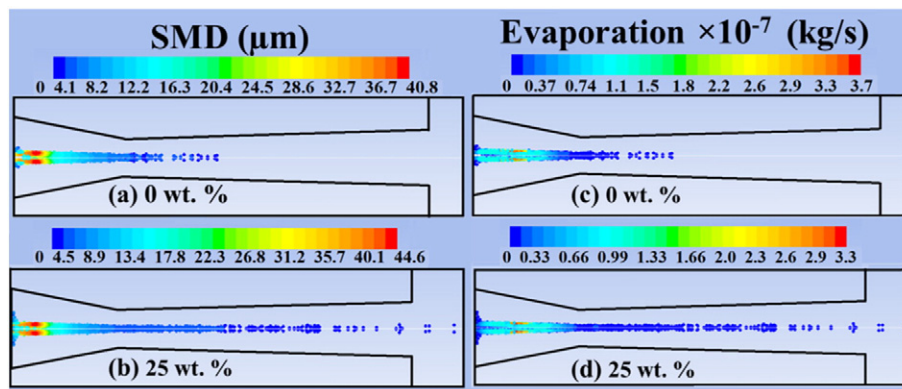 SMD (μm)
0 4.1 8.2 12.2 16.3 20.4 24.5 28.6 32.7 36.7 40.8
(a) 0 wt. %
Evaporation ×10⁻⁷ (kg/s)
0 0.37 0.74 1.1 1.5 1.8 2.2 2.6 2.9 3.3 3.7
(c) 0 wt. %
0 4.5 8.9 13.4 17.8 22.3 26.8 31.2 35.7 40.1 44.6
(b) 25 wt. %
0 0.33 0.66 0.99 1.33 1.66 2.0 2.3 2.6 2.9 3.3
(d) 25 wt. %